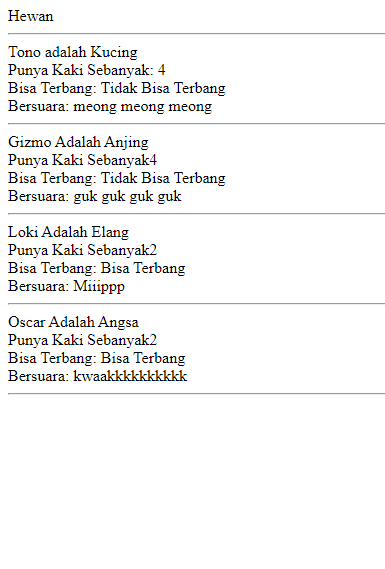 Hewan
Tono adalah Kucing
Punya Kaki Sebanyak: 4
Bisa Terbang: Tidak Bisa Terbang
Bersuara: meong meong meong
Gizmo Adalah Anjing
Punya Kaki Sebanyak4
Bisa Terbang: Tidak Bisa Terbang
Bersuara: guk guk guk guk
Loki Adalah Elang
Punya Kaki Sebanyak2
Bisa Terbang: Bisa Terbang
Bersuara: Miiippp
Oscar Adalah Angsa
Punya Kaki Sebanyak2
Bisa Terbang: Bisa Terbang
Bersuara: kwaakkkkkkkkkk